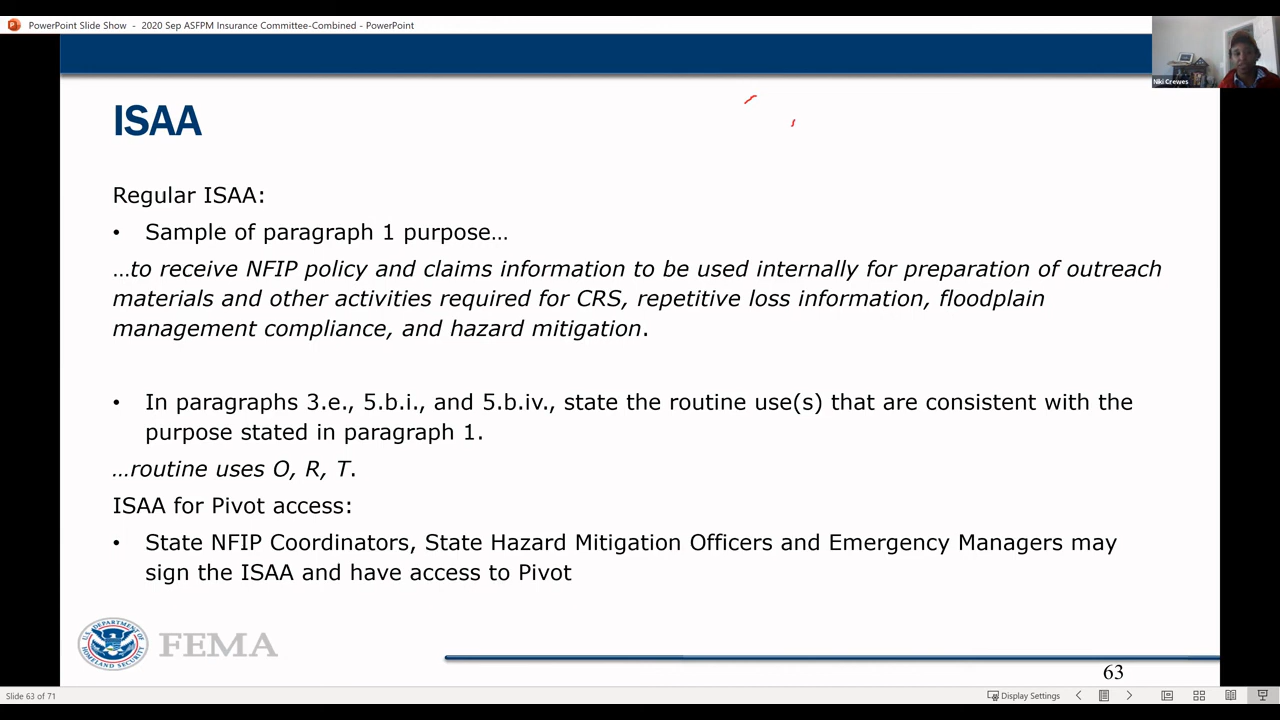 PowerPoint Slide Show - 2020 Sep ASFPM Insurance Committee-Combined - PowerPoint
Niki Crewes
ISAA
Regular ISAA:
• Sample of paragraph 1 purpose…
…to receive NFIP policy and claims information to be used internally for preparation of outreach
materials and other activities required for CRS, repetitive loss information, floodplain
management compliance, and hazard mitigation.
• In paragraphs 3.e., 5.b.i., and 5.b.iv., state the routine use(s) that are consistent with the
purpose stated in paragraph 1.
…routine uses O, R, T.
ISAA for Pivot access:
• State NFIP Coordinators, State Hazard Mitigation Officers and Emergency Managers may
sign the ISAA and have access to Pivot
U.S. DEPARTMENT OF
HOMELAND SECURITY
FEMA
63
Slide 63 of 71
Display Settings